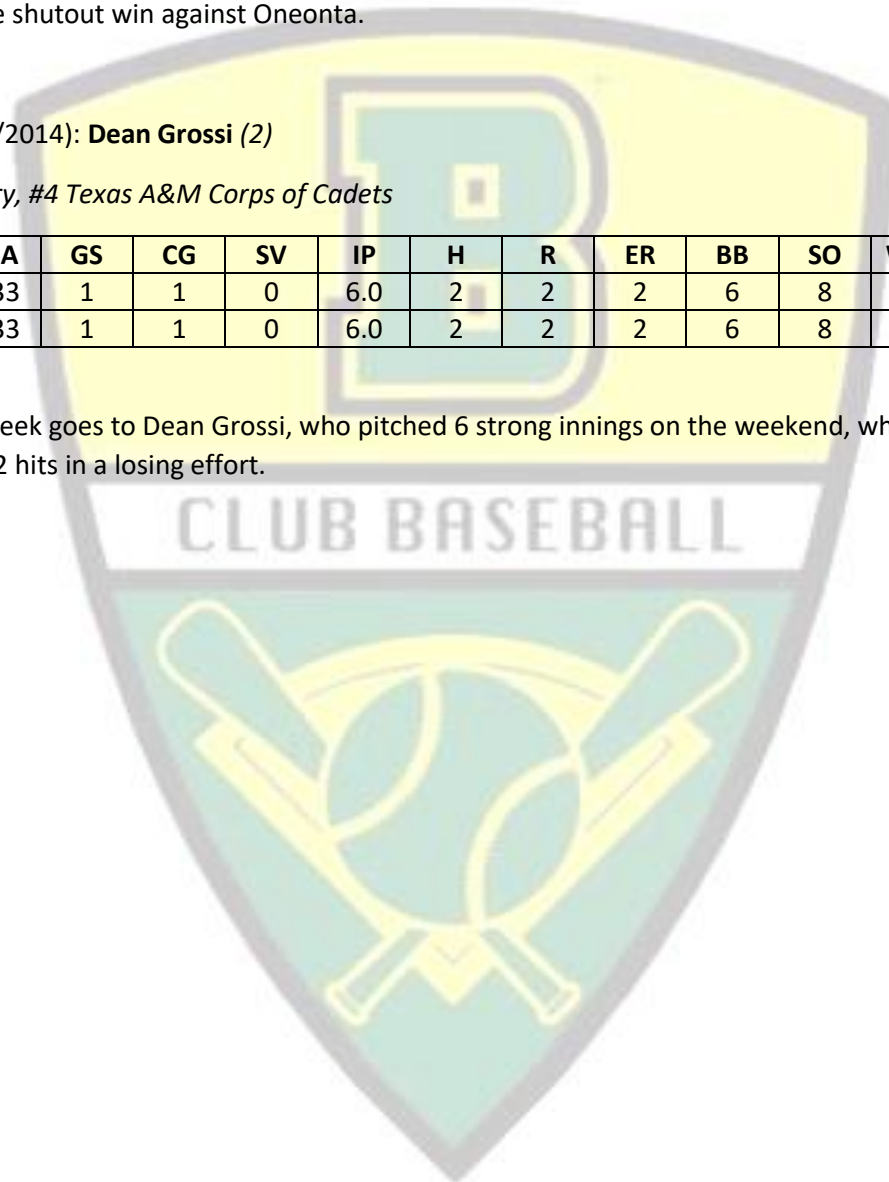 e shutout win against Oneonta.
/2014): Dean Grossi (2)
ry, #4 Texas A&M Corps of Cadets
A GS CG SV IP H R ER BB SO
33 1 1 0 6.0 2 2 2 6 8
33 1 1 0 6.0 2 2 2 6 8
eek goes to Dean Grossi, who pitched 6 strong innings on the weekend, wh
2 hits in a losing effort.
B
CLUB BASEBALL